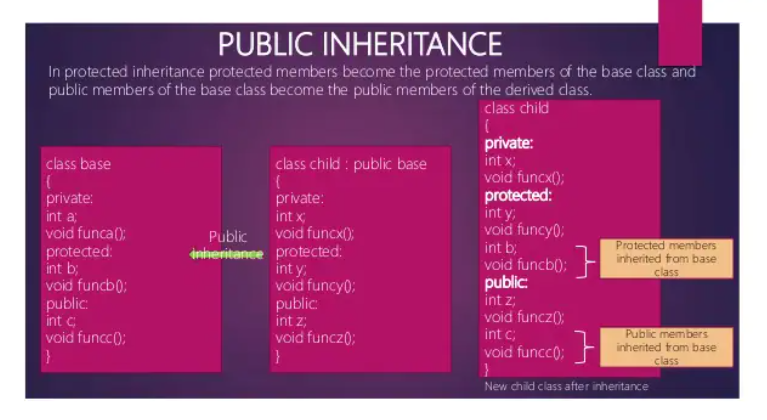 PUBLIC INHERITANCE
In protected inheritance protected members become the protected members of the base class and
public members of the base class become the public members of the derived class.
class base
{
private:
int a;
void funca();
protected:
int b;
void funcb();
public:
int c;
void funcc();
}
Public
inheritance
class child : public base
{
private:
int x;
void funcx();
protected:
int y;
void funcy();
public:
int z;
void funcz();
}
class child
{
private:
int x;
void funcx();
protected:
int y;
void funcy();
int b;
void funcb();
public:
int z;
void funcz();
int c;
void funcc();
}
Protected members
inherited from base
class
Public members
inherited from base
class
New child class after inheritance